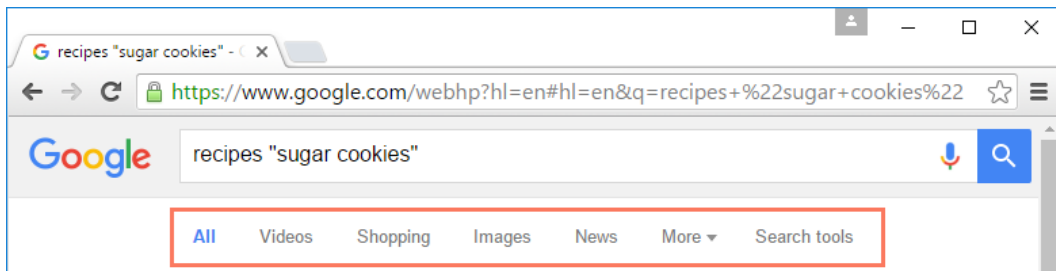 recipes "sugar cookies" -
https://www.google.com/webhp?hl=en#hl=en&q=recipes+%22sugar+cookies%22
Google recipes "sugar cookies"
All Videos Shopping Images News More Search tools